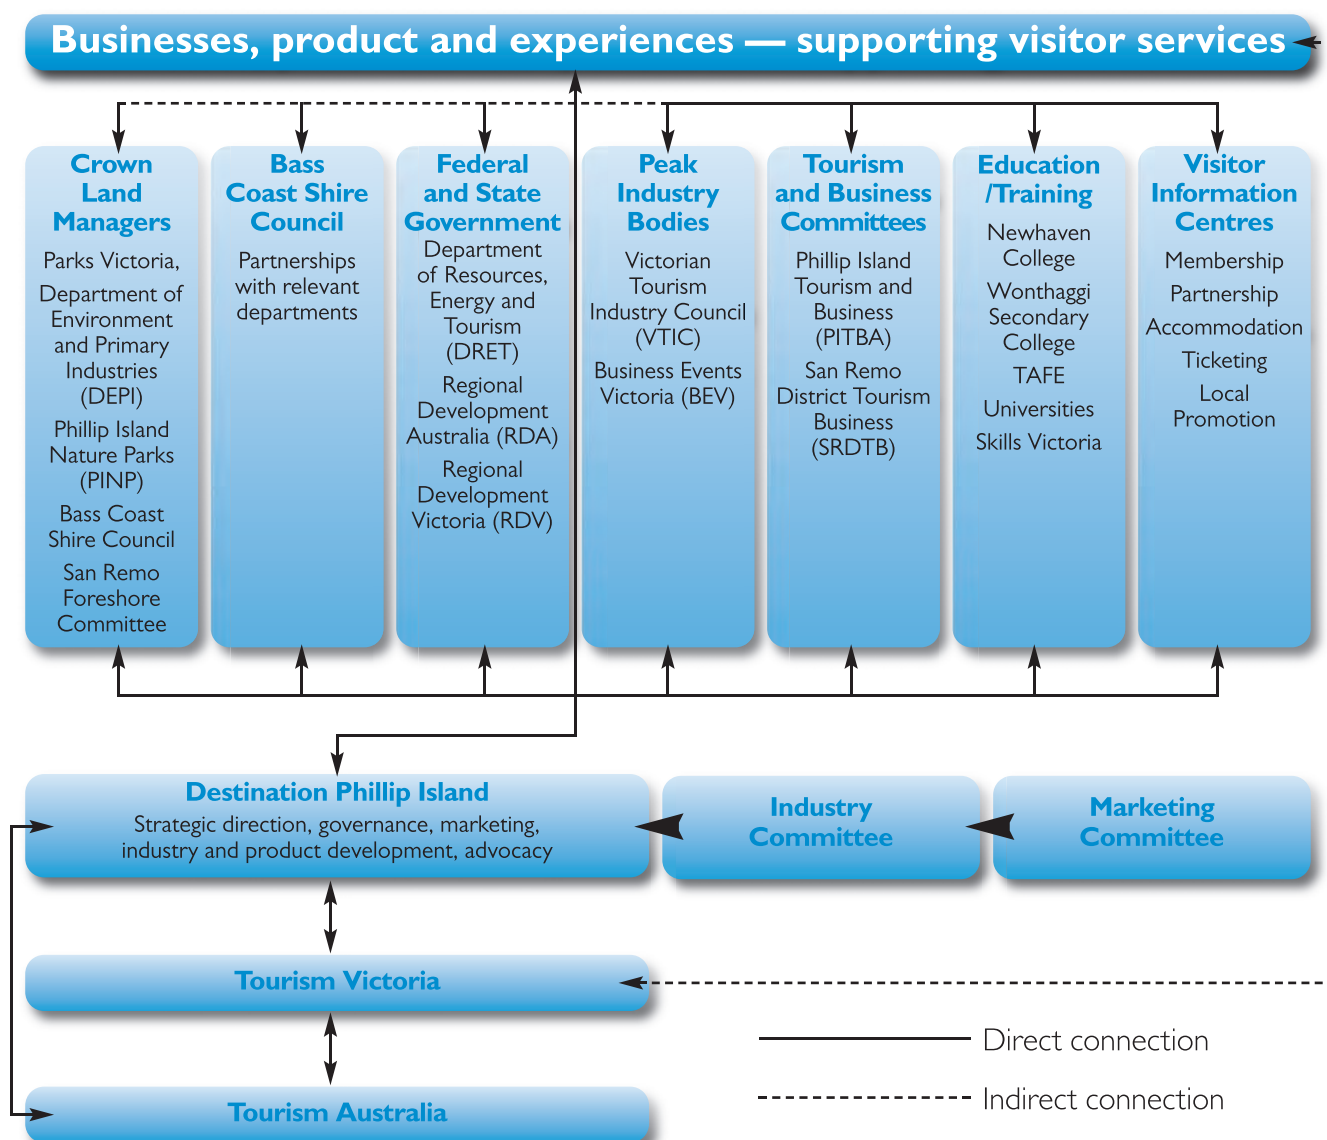 Businesses, product and experiences — supporting visitor services
Crown
Land
Managers
Parks Victoria,
Department of
Environment
and Primary
Industries
(DEPI)
Phillip Island
Nature Parks
(PINP)
Bass Coast
Shire Council
San Remo
Foreshore
Committee
Bass
Coast Shire
Council
Partnerships
with relevant
departments
Federal
and State
Government
Department
of Resources,
Energy and
Tourism
(DRET)
Regional
Development
Australia (RDA)
Regional
Development
Victoria (RDV)
Peak
Industry
Bodies
Victorian
Tourism
Industry Council
(VTIC)
Business Events
Victoria (BEV)
Tourism
and Business
Committees
Phillip Island
Tourism and
Business
(PITBA)
San Remo
District Tourism
Business
(SRDTB)
Education
/Training
Newhaven
College
Wonthaggi
Secondary
College
TAFE
Universities
Skills Victoria
Visitor
Information
Centres
Membership
Partnership
Accommodation
Ticketing
Local
Promotion
Destination Phillip Island
Strategic direction, governance, marketing,
industry and product development, advocacy
Industry
Committee
Marketing
Committee
Tourism Victoria
Tourism Australia
Direct connection
Indirect connection